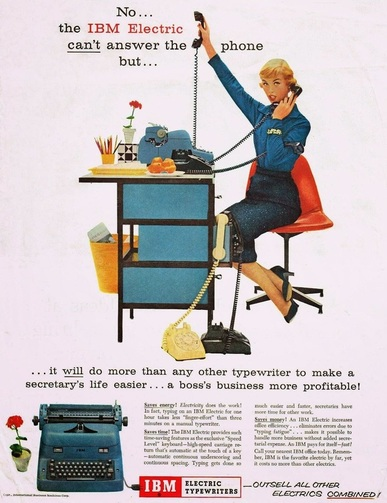 No...
the IBM Electric
can't answer the phone
but...
...it will do more than any other typewriter to make a
secretary's life easier...a boss's business more profitable!
Saves energy! Electricity does the work!
In fact, typing on an IBM Electric for one
hour takes less "finger-effort" than three
minutes on a manual typewriter.
Saves time! The IBM Electric provides such
time-saving features as the exclusive "Speed
Level" keyboard—high-speed carriage re-
turn that's automatic at the touch of a key
—automatic continuous underscoring and
continuous spacing. Typing gets done so
much easier and faster, secretaries have
more time for other work.
Saves money! An IBM Electric increases
office efficiency...eliminates errors due to
"typing fatigue"...makes it possible to
handle more business without added secre-
tarial expense. An IBM pays for itself—fast!
Call your nearest IBM office today. Remem-
ber, IBM is the favorite electric by far, yet
it costs no more than other electrics.
IBM
ELECTRIC
TYPEWRITERS
—OUTSELL ALL OTHER
ELECTRICS COMBINED!